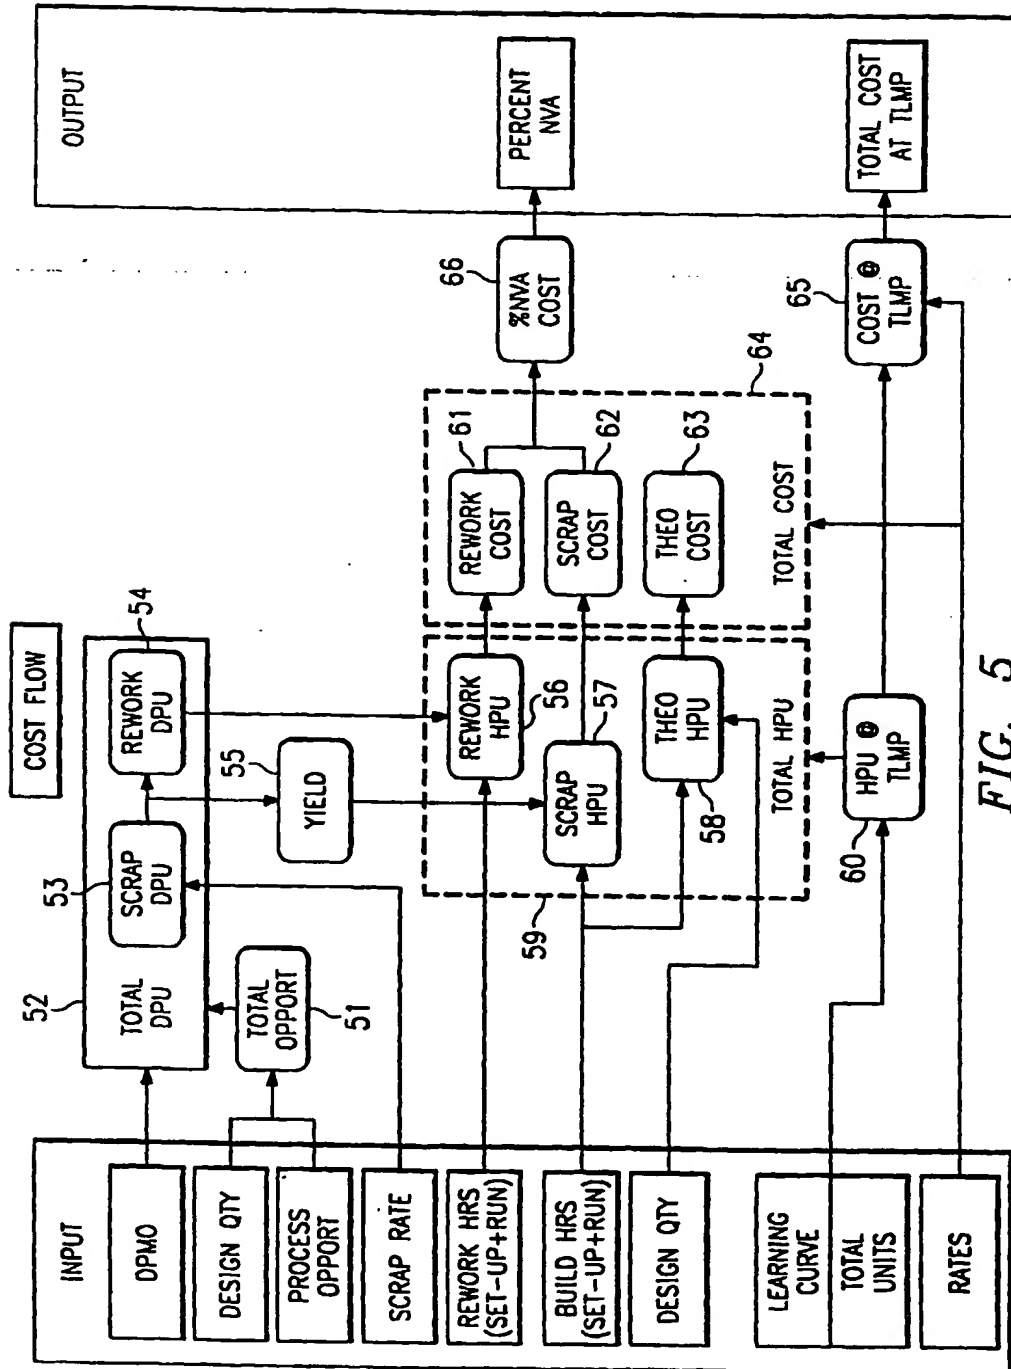 COST FLOW
INPUT
DPMO
DESIGN QTY
PROCESS
OPPORT
SCRAP RATE
REWORK HRS
(SET-UP+RUN)
BUILD HRS
(SET-UP+RUN)
DESIGN QTY
LEARNING
CURVE
TOTAL
UNITS
RATES
52
TOTAL
DPU
53
SCRAP
DPU
54
REWORK
DPU
TOTAL
OPPORT
51
55
YIELD
59
REWORK
HPU
56
SCRAP
HPU
57
THEO
HPU
58
TOTAL HPU
60
HPU @
TLMP
REWORK
COST
61
SCRAP
COST
62
THEO
COST
63
TOTAL COST
64
66
%NVA
COST
65
COST @
TLMP
OUTPUT
PERCENT
NVA
TOTAL COST
AT TLMP
FIG. 5